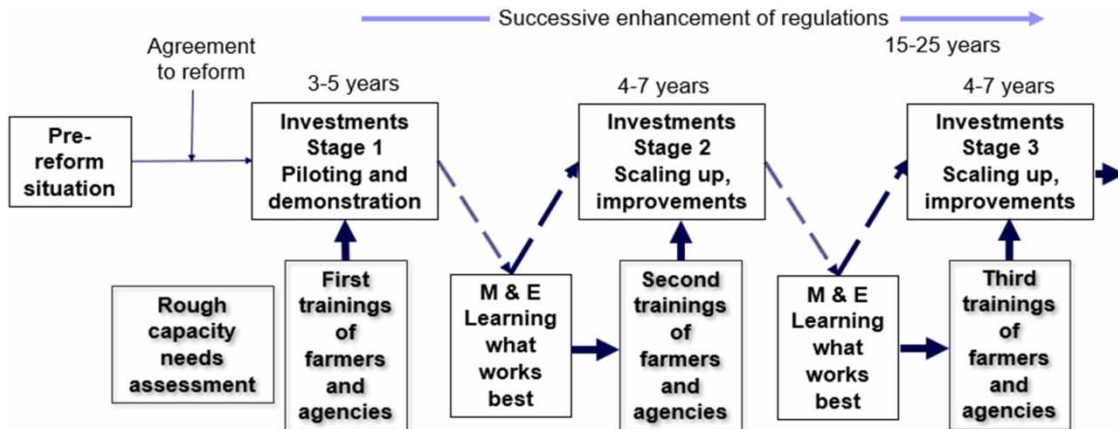 Successive enhancement of regulations
15-25 years
Agreement
to reform
3-5 years
4-7 years
4-7 years
Pre-
reform
situation
Investments
Stage 1
Piloting and
demonstration
Investments
Stage 2
Scaling up,
improvements
Investments
Stage 3
Scaling up,
improvements
Rough
capacity
needs
assessment
First
trainings
of
farmers
and
agencies
M & E
Learning
what
works
best
Second
trainings
of
farmers
and
agencies
M & E
Learning
what
works
best
Third
trainings
of
farmers
and
agencies